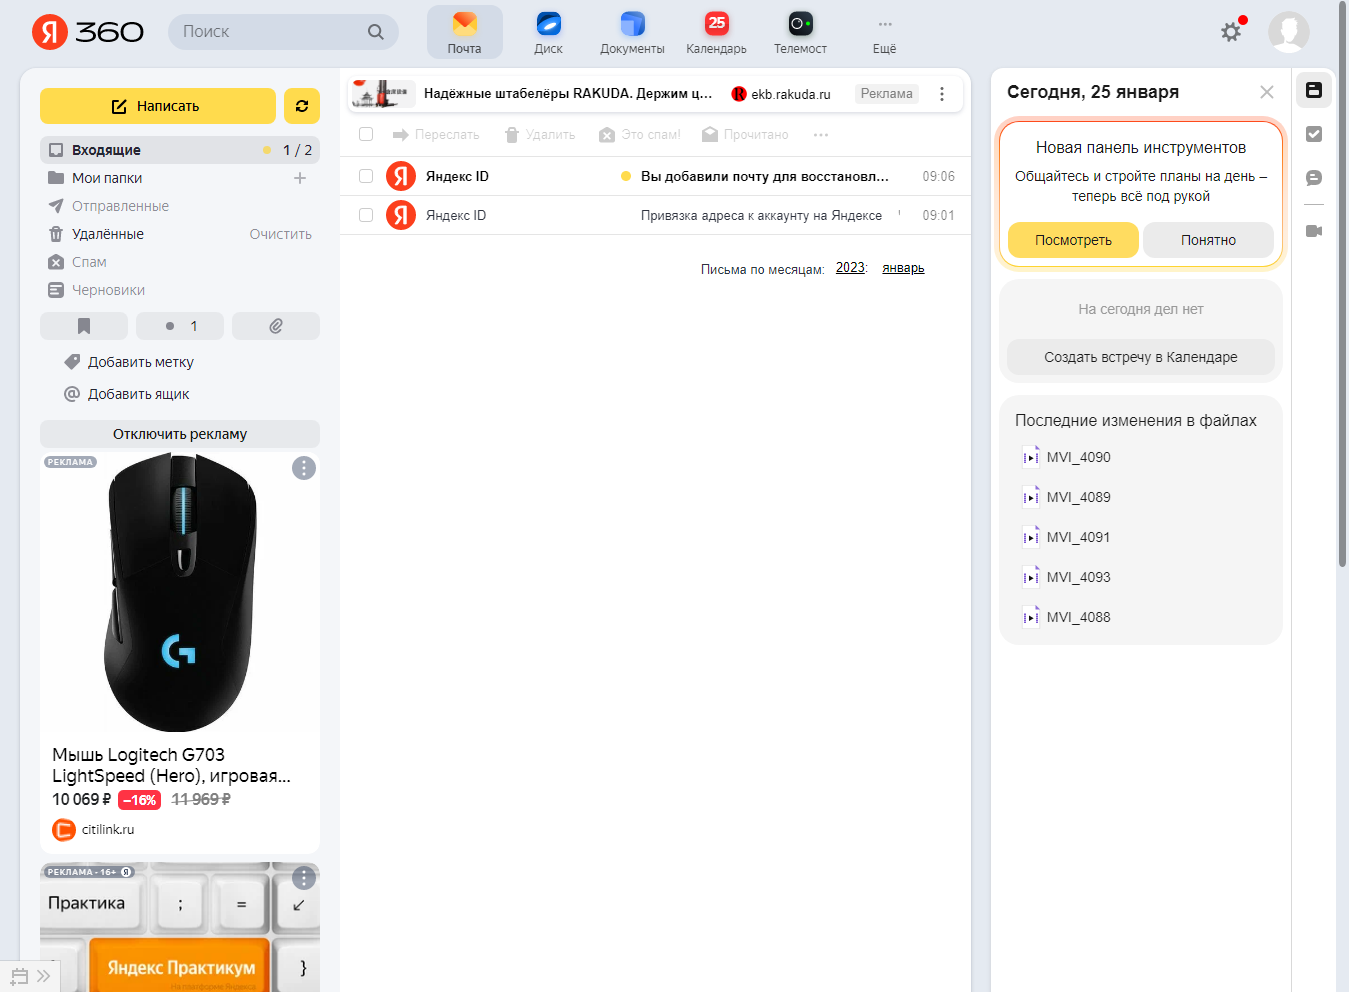 Я 360
Поиск
Почта
Диск
Документы
25
Календарь
Телемост
Ещё
Написать
Входящие 1 / 2
Мои папки
Отправленные
Удалённые Очистить
Спам
Черновики
1
Добавить метку
Добавить ящик
Отключить рекламу
РЕКЛАМА
Мышь Logitech G703
LightSpeed (Hero), игровая...
10 069 ₽ –16% 11 969 ₽
citilink.ru
РЕКЛАМА • 16+ Я
Практика ; = ↙
Яндекс Практикум }
На платформе Яндекса
Надёжные штабелёры RAKUDA. Держим ц... ekb.rakuda.ru Реклама
Переслать Удалить Это спам! Прочитано
Я Яндекс ID Вы добавили почту для восстановл... 09:06
Я Яндекс ID Привязка адреса к аккаунту на Яндексе 09:01
Письма по месяцам: 2023: январь
Сегодня, 25 января
Новая панель инструментов
Общайтесь и стройте планы на день –
теперь всё под рукой
Посмотреть Понятно
На сегодня дел нет
Создать встречу в Календаре
Последние изменения в файлах
MVI_4090
MVI_4089
MVI_4091
MVI_4093
MVI_4088